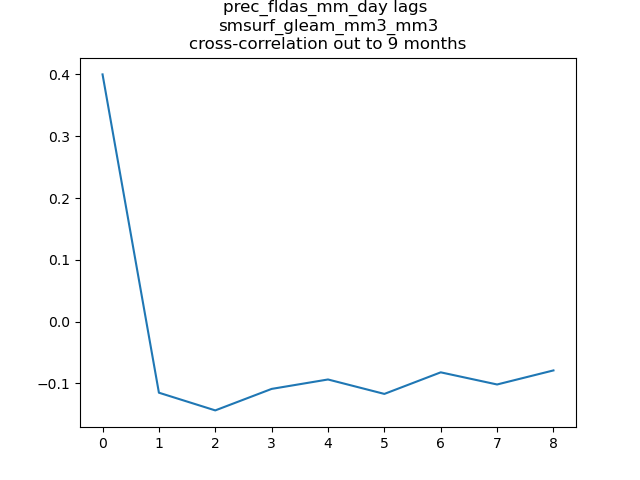 prec_fldas_mm_day lags
smsurf_gleam_mm3_mm3
cross-correlation out to 9 months
0.4
0.3
0.2
0.1
0.0
−0.1
0 1 2 3 4 5 6 7 8